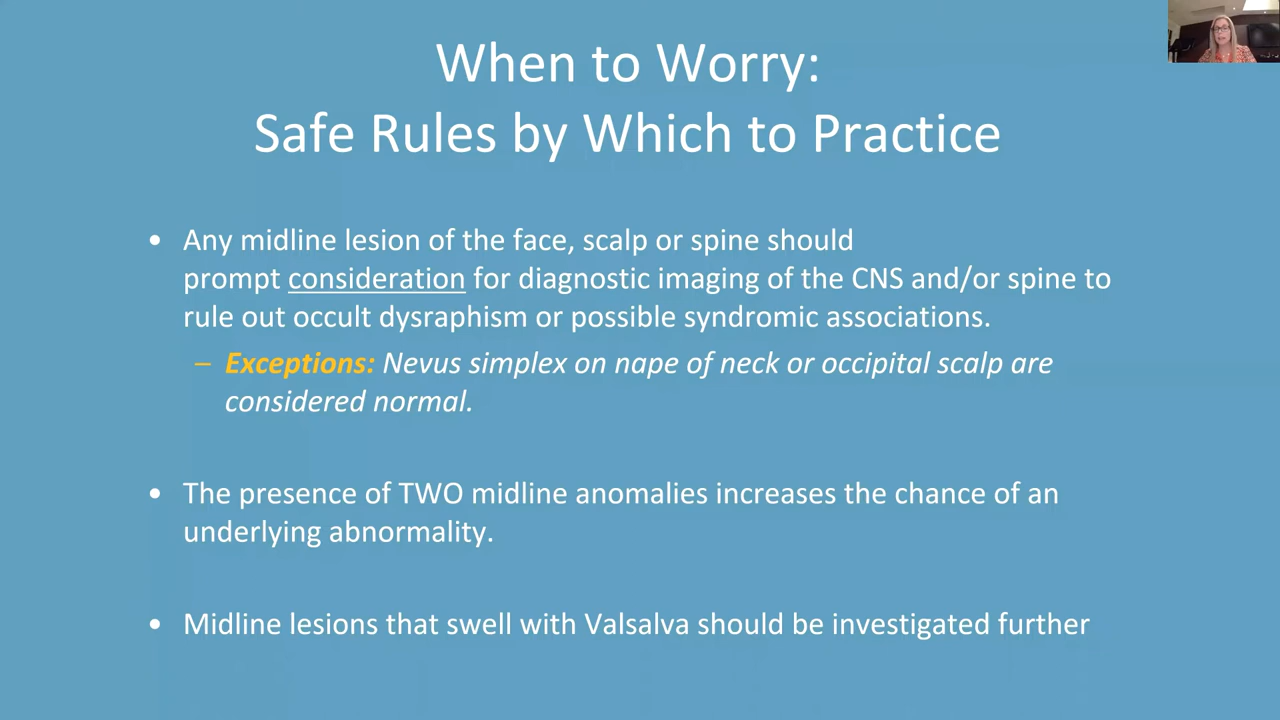 When to Worry:
Safe Rules by Which to Practice
• Any midline lesion of the face, scalp or spine should
prompt consideration for diagnostic imaging of the CNS and/or spine to
rule out occult dysraphism or possible syndromic associations.
– Exceptions: Nevus simplex on nape of neck or occipital scalp are
considered normal.
• The presence of TWO midline anomalies increases the chance of an
underlying abnormality.
• Midline lesions that swell with Valsalva should be investigated further